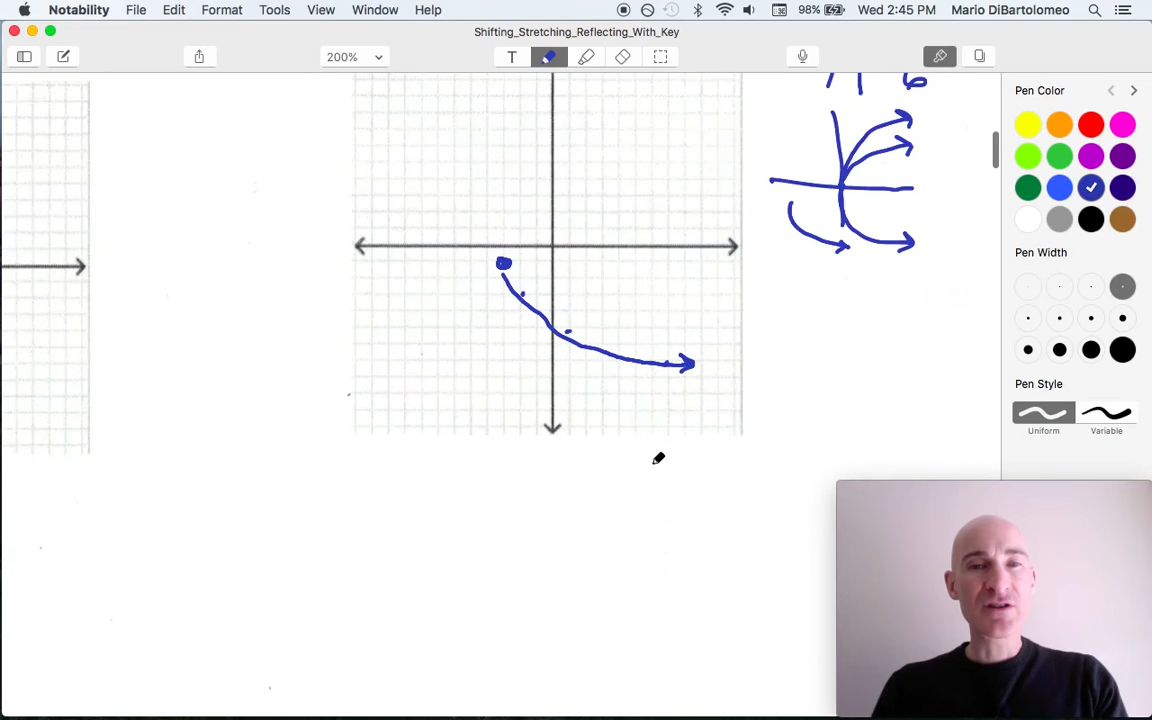 Notability File Edit Format Tools View Window Help 98% Wed 2:45 PM Mario DiBartolomeo
Shifting_Stretching_Reflecting_With_Key
200% T
Pen Color
Pen Width
Pen Style
Uniform Variable